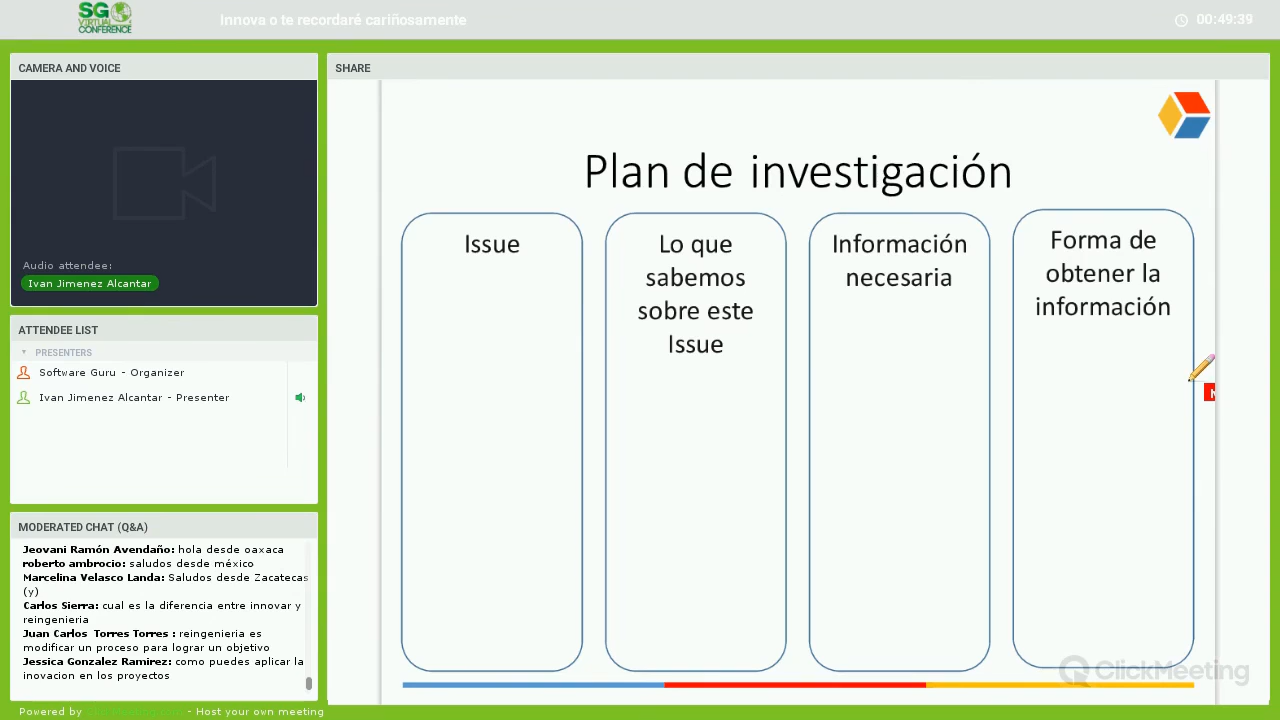 SG
VIRTUAL
CONFERENCE
Innova o te recordaré cariñosamente
00:49:39
CAMERA AND VOICE
Audio attendee:
Ivan Jimenez Alcantar
ATTENDEE LIST
PRESENTERS
Software Guru - Organizer
Ivan Jimenez Alcantar - Presenter
MODERATED CHAT (Q&A)
Jeovani Ramón Avendaño: hola desde oaxaca
roberto ambrocio: saludos desde méxico
Marcelina Velasco Landa: Saludos desde Zacatecas
(y)
Carlos Sierra: cual es la diferencia entre innovar y
reingenieria
Juan Carlos Torres Torres : reingenieria es
modificar un proceso para lograr un objetivo
Jessica Gonzalez Ramirez: como puedes aplicar la
inovacion en los proyectos
Powered by - Host your own meeting
SHARE
Plan de investigación
Issue
Lo que
sabemos
sobre este
Issue
Información
necesaria
Forma de
obtener la
información
ClickMeeting